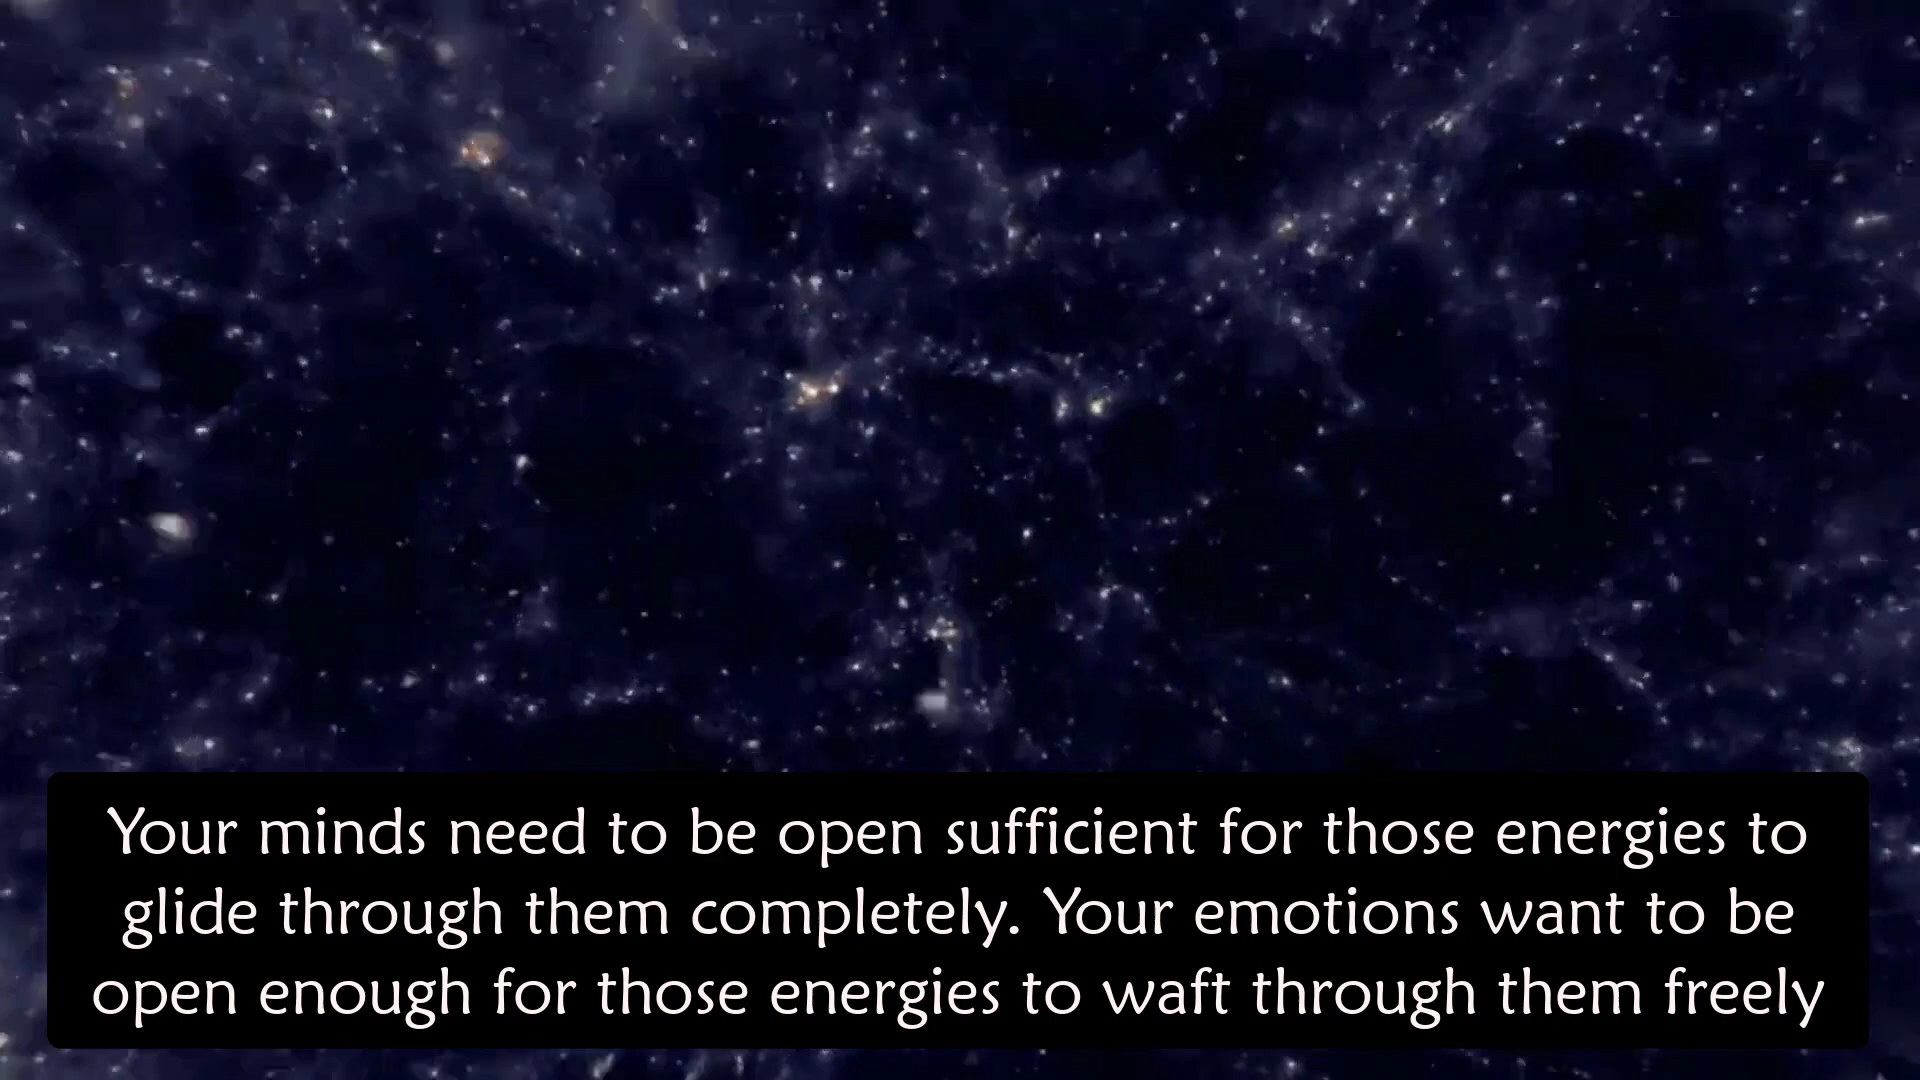 Your minds need to be open sufficient for those energies to
glide through them completely. Your emotions want to be
open enough for those energies to waft through them freely